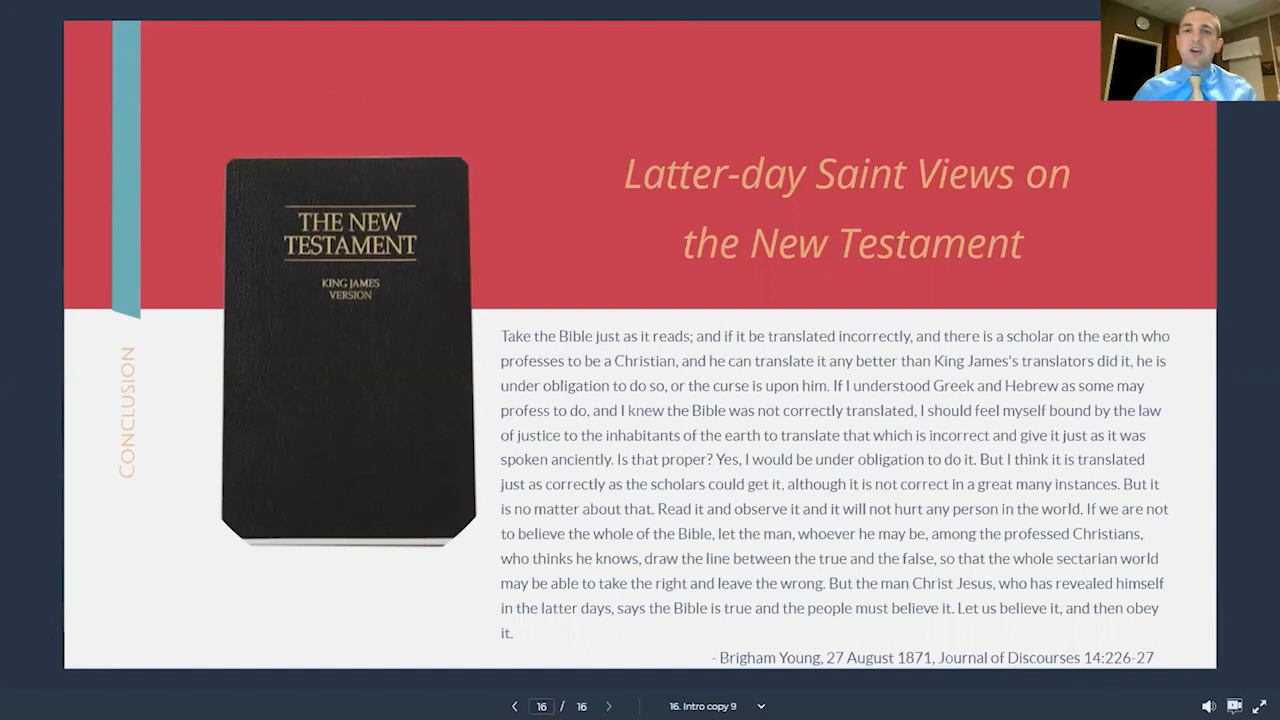 Latter-day Saint Views on
the New Testament
THE NEW
TESTAMENT
KING JAMES
VERSION
CONCLUSION
Take the Bible just as it reads; and if it be translated incorrectly, and there is a scholar on the earth who
professes to be a Christian, and he can translate it any better than King James's translators did it, he is
under obligation to do so, or the curse is upon him. If I understood Greek and Hebrew as some may
profess to do, and I knew the Bible was not correctly translated, I should feel myself bound by the law
of justice to the inhabitants of the earth to translate that which is incorrect and give it just as it was
spoken anciently. Is that proper? Yes, I would be under obligation to do it. But I think it is translated
just as correctly as the scholars could get it, although it is not correct in a great many instances. But it
is no matter about that. Read it and observe it and it will not hurt any person in the world. If we are not
to believe the whole of the Bible, let the man, whoever he may be, among the professed Christians,
who thinks he knows, draw the line between the true and the false, so that the whole sectarian world
may be able to take the right and leave the wrong. But the man Christ Jesus, who has revealed himself
in the latter days, says the Bible is true and the people must believe it. Let us believe it, and then obey
it.
- Brigham Young, 27 August 1871, Journal of Discourses 14:226-27
16 / 16
16. Intro copy 9